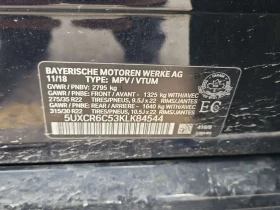 BAYERISCHE MOTOREN WERKE AG
11/18 TYPE: MPV / VTUM
GVWR / PNBV: 2795 kg
GAWR / PNBE: FRONT / AVANT - 1325 kg WITH/AVEC
275/35 R22 TIRES/PNEUS, 9.5J x 22 RIMS/JANTES
GAWR / PNBE: REAR / ARRIERE - 1640 kg WITH/AVEC
315/30 R22 TIRES/PNEUS, 10.5J x 22 RIMS/JANTES
5UXCR6C53KLK84544
EC